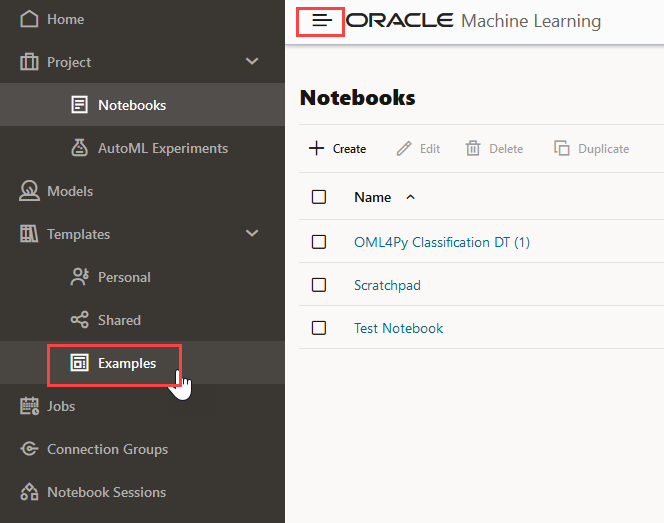 Home
Project
Notebooks
AutoML Experiments
Models
Templates
Personal
Shared
Examples
Jobs
Connection Groups
Notebook Sessions
ORACLE Machine Learning
Notebooks
Create Edit Delete Duplicate
Name
OML4Py Classification DT (1)
Scratchpad
Test Notebook